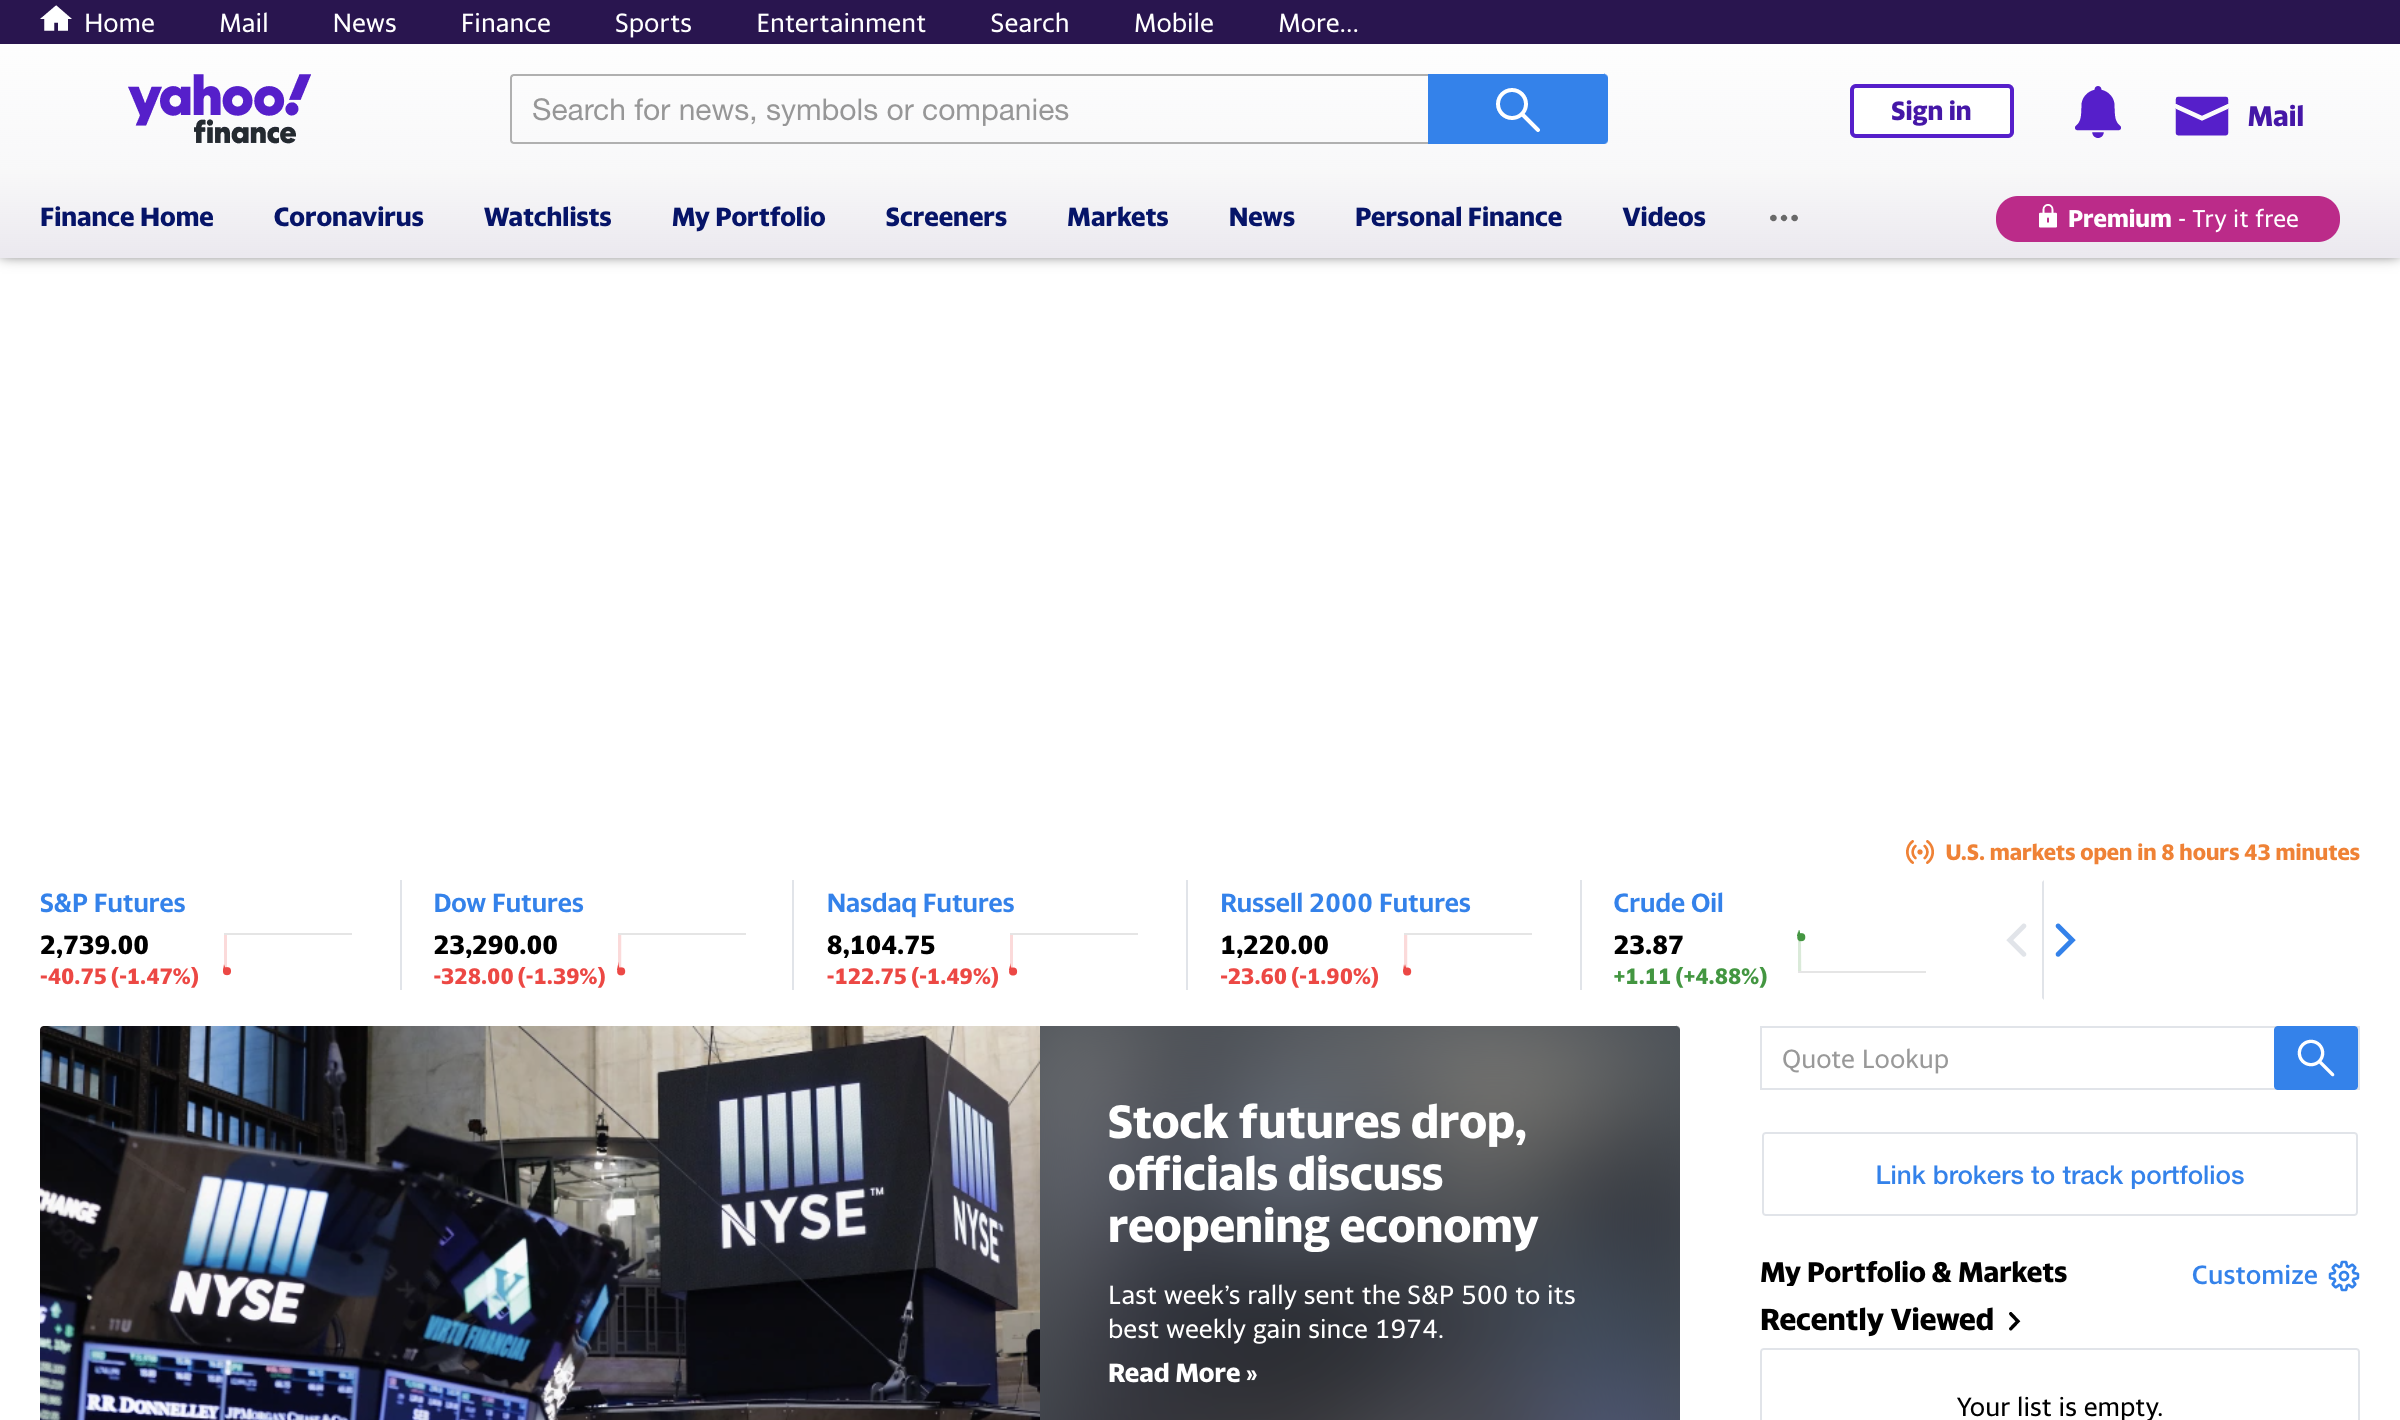 Home Mail News Finance Sports Entertainment Search Mobile More...
yahoo!
finance
Search for news, symbols or companies
Sign in
Mail
Finance Home Coronavirus Watchlists My Portfolio Screeners Markets News Personal Finance Videos ...
Premium - Try it free
U.S. markets open in 8 hours 43 minutes
S&P Futures
2,739.00
-40.75 (-1.47%)
Dow Futures
23,290.00
-328.00 (-1.39%)
Nasdaq Futures
8,104.75
-122.75 (-1.49%)
Russell 2000 Futures
1,220.00
-23.60 (-1.90%)
Crude Oil
23.87
+1.11 (+4.88%)
NYSE™
NYSE
NYSE
VIRTU FINANCIAL
RR DONNELLEY
Stock futures drop,
officials discuss
reopening economy
Last week’s rally sent the S&P 500 to its
best weekly gain since 1974.
Read More »
Quote Lookup
Link brokers to track portfolios
My Portfolio & Markets
Customize
Recently Viewed >
Your list is empty.